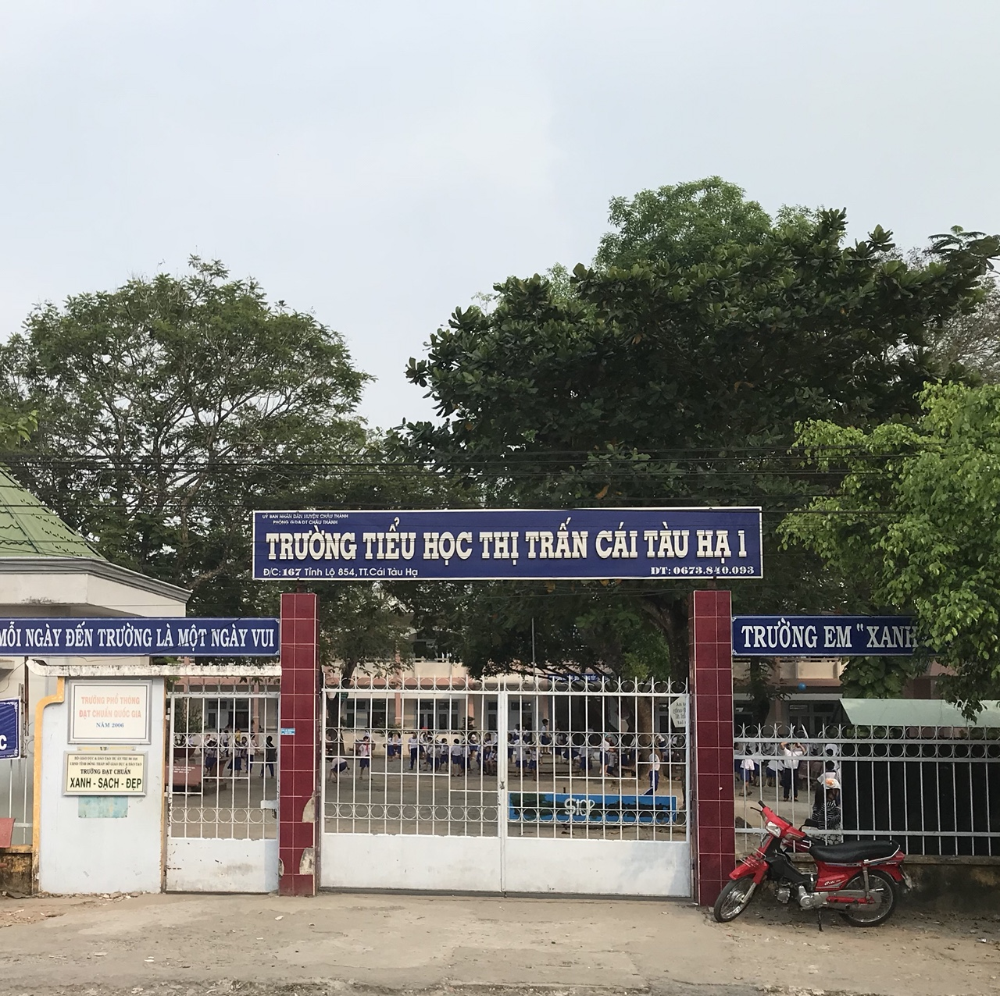 ỦY BAN NHÂN DÂN HUYỆN CHÂU THÀNH
PHÒNG GD&ĐT CHÂU THÀNH
TRƯỜNG TIỂU HỌC THỊ TRẤN CÁI TÀU HẠ 1
Đ/C: 167 Tỉnh Lộ 854, TT.Cái Tàu Hạ
ĐT: 0673.840.093
MỖI NGÀY ĐẾN TRƯỜNG LÀ MỘT NGÀY VUI
TRƯỜNG EM "XANH
TRƯỜNG PHỔ THÔNG
ĐẠT CHUẨN QUỐC GIA
NĂM 2006
TRƯỜNG ĐẠT CHUẨN
XANH - SẠCH - ĐẸP
C